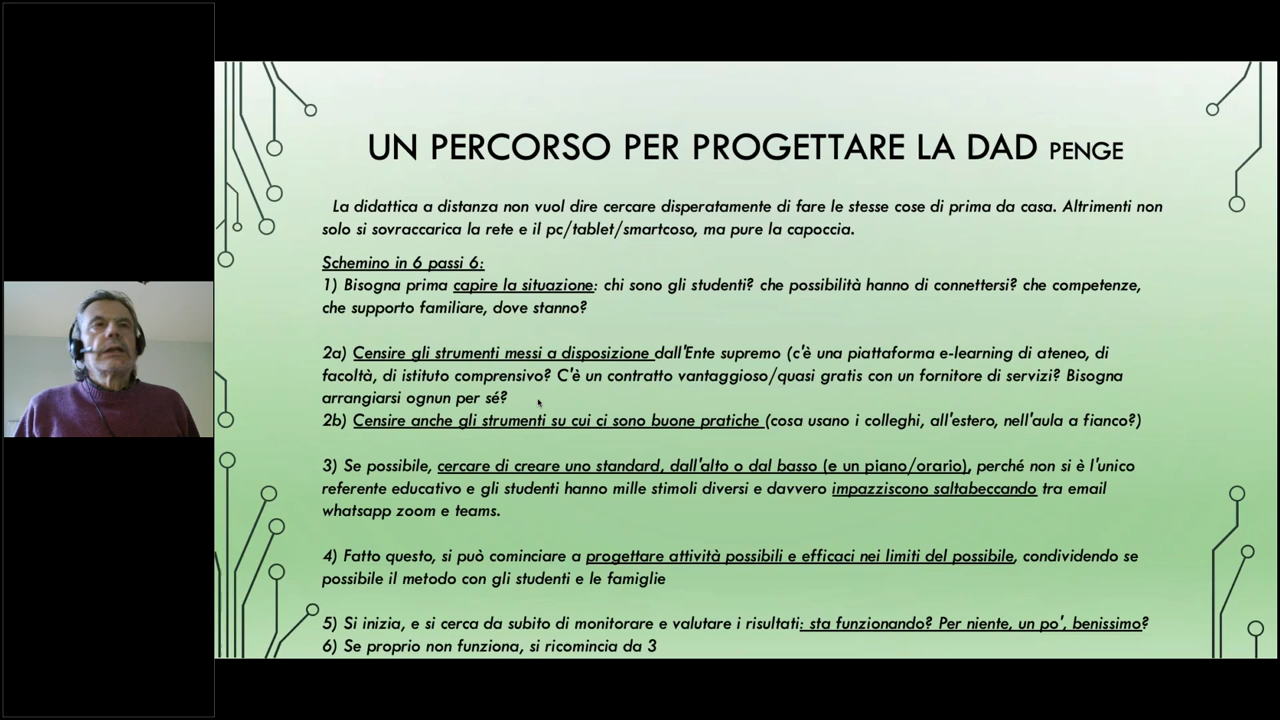 UN PERCORSO PER PROGETTARE LA DAD PENGE
La didattica a distanza non vuol dire cercare disperatamente di fare le stesse cose di prima da casa. Altrimenti non
solo si sovraccarica la rete e il pc/tablet/smartcoso, ma pure la capoccia.
Schemino in 6 passi 6:
1) Bisogna prima capire la situazione: chi sono gli studenti? che possibilità hanno di connettersi? che competenze,
che supporto familiare, dove stanno?
2a) Censire gli strumenti messi a disposizione dall'Ente supremo (c'è una piattaforma e-learning di ateneo, di
facoltà, di istituto comprensivo? C'è un contratto vantaggioso/quasi gratis con un fornitore di servizi? Bisogna
arrangiarsi ognun per sé?
2b) Censire anche gli strumenti su cui ci sono buone pratiche (cosa usano i colleghi, all'estero, nell'aula a fianco?)
3) Se possibile, cercare di creare uno standard, dall'alto o dal basso (e un piano/orario), perché non si è l'unico
referente educativo e gli studenti hanno mille stimoli diversi e davvero impazziscono saltabeccando tra email
whatsapp zoom e teams.
4) Fatto questo, si può cominciare a progettare attività possibili e efficaci nei limiti del possibile, condividendo se
possibile il metodo con gli studenti e le famiglie
5) Si inizia, e si cerca da subito di monitorare e valutare i risultati: sta funzionando? Per niente, un po', benissimo?
6) Se proprio non funziona, si ricomincia da 3